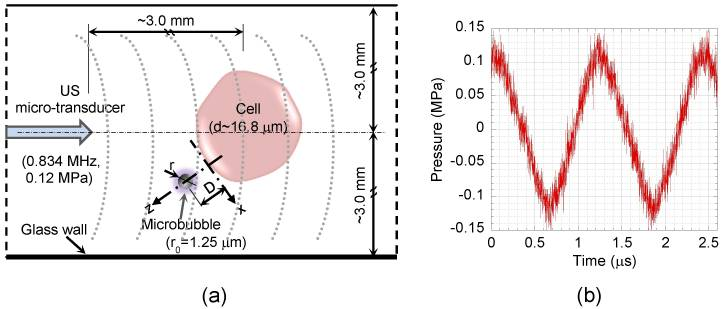 ~3.0 mm
US
micro-transducer
(0.834 MHz,
0.12 MPa)
Cell
(d~16.8 μm)
~3.0 mm
~3.0 mm
r
D
z
x
Microbubble
(r₀=1.25 μm)
Glass wall
(a)
Pressure (MPa)
0.15
0.1
0.05
0
-0.05
-0.1
-0.15
0 0.5 1 1.5 2 2.5
Time (μs)
(b)